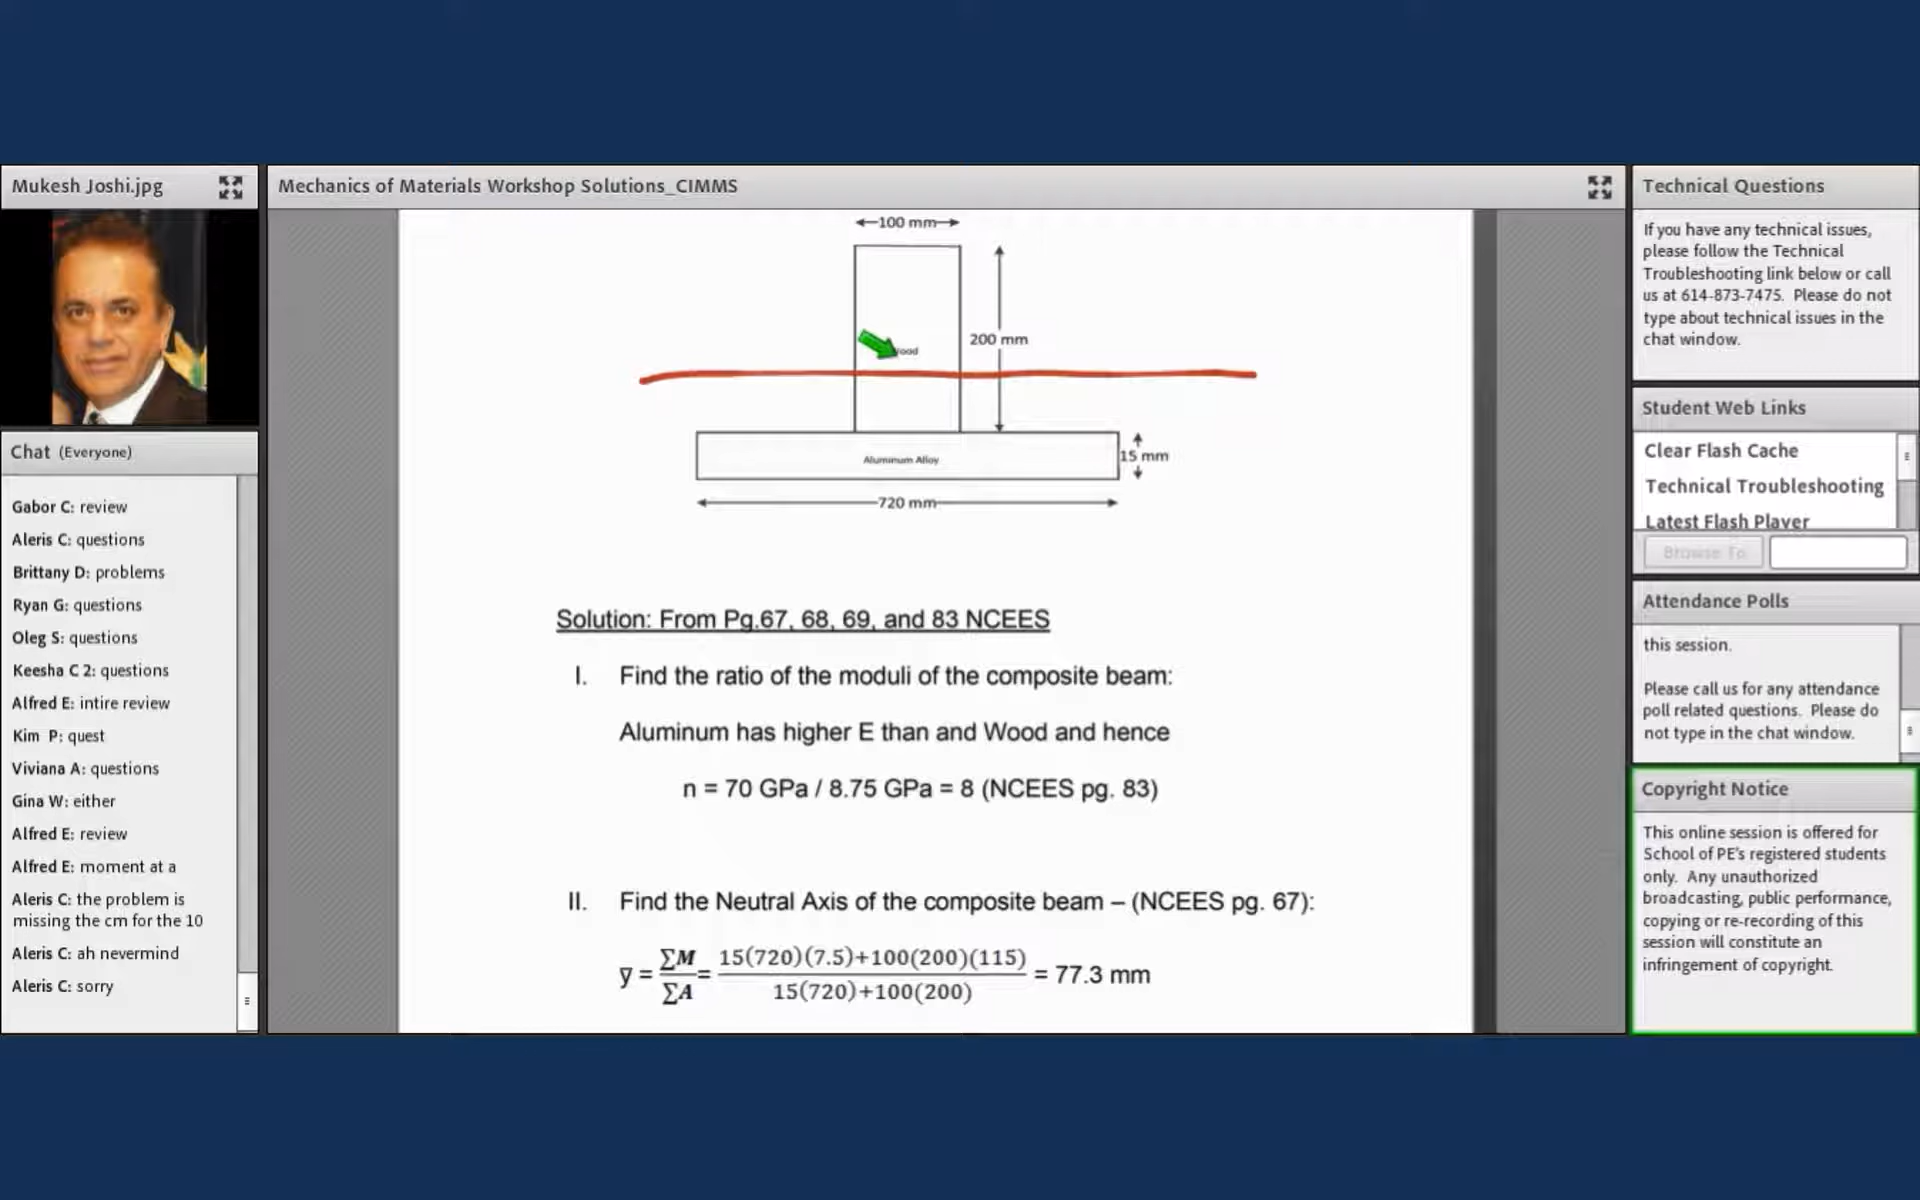 Mukesh Joshi.jpg
Chat (Everyone)
Gabor C: review
Aleris C: questions
Brittany D: problems
Ryan G: questions
Oleg S: questions
Keesha C 2: questions
Alfred E: intire review
Kim P: quest
Viviana A: questions
Gina W: either
Alfred E: review
Alfred E: moment at a
Aleris C: the problem is
missing the cm for the 10
Aleris C: ah nevermind
Aleris C: sorry
Mechanics of Materials Workshop Solutions_CIMMS
100 mm
200 mm
Aluminum Alloy
15 mm
720 mm
Solution: From Pg.67, 68, 69, and 83 NCEES
I. Find the ratio of the moduli of the composite beam:
Aluminum has higher E than and Wood and hence
n = 70 GPa / 8.75 GPa = 8 (NCEES pg. 83)
II. Find the Neutral Axis of the composite beam – (NCEES pg. 67):
ȳ = ∑M/∑A = 15(720)(7.5)+100(200)(115) / 15(720)+100(200) = 77.3 mm
Technical Questions
If you have any technical issues,
please follow the Technical
Troubleshooting link below or call
us at 614-873-7475. Please do not
type about technical issues in the
chat window.
Student Web Links
Clear Flash Cache
Technical Troubleshooting
Latest Flash Player
Browse To
Attendance Polls
this session.
Please call us for any attendance
poll related questions. Please do
not type in the chat window.
Copyright Notice
This online session is offered for
School of PE's registered students
only. Any unauthorized
broadcasting, public performance,
copying or re-recording of this
session will constitute an
infringement of copyright.